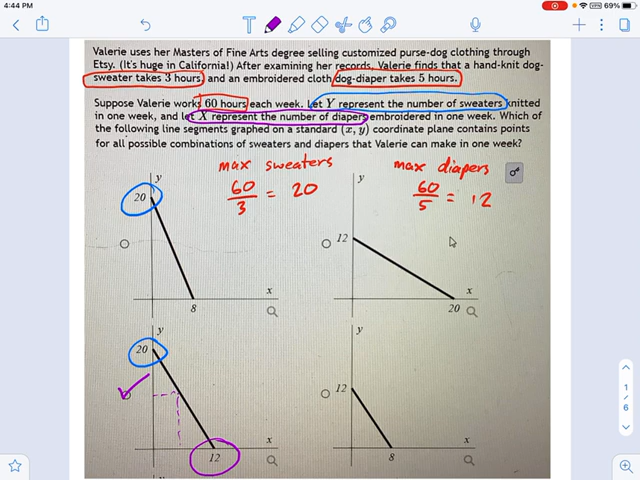 4:44 PM
VPN 69%
T
Valerie uses her Masters of Fine Arts degree selling customized purse-dog clothing through
Etsy. (It's huge in California!) After examining her records, Valerie finds that a hand-knit dog-
sweater takes 3 hours and an embroidered cloth dog-diaper takes 5 hours.
Suppose Valerie works 60 hours each week. Let Y represent the number of sweaters knitted
in one week, and let X represent the number of diapers embroidered in one week. Which of
the following line segments graphed on a standard (x, y) coordinate plane contains points
for all possible combinations of sweaters and diapers that Valerie can make in one week?
max sweaters
60/3 = 20
max diapers
60/5 = 12
y
20
x
8
y
12
x
20
y
20
x
12
y
12
x
8
1
/
6